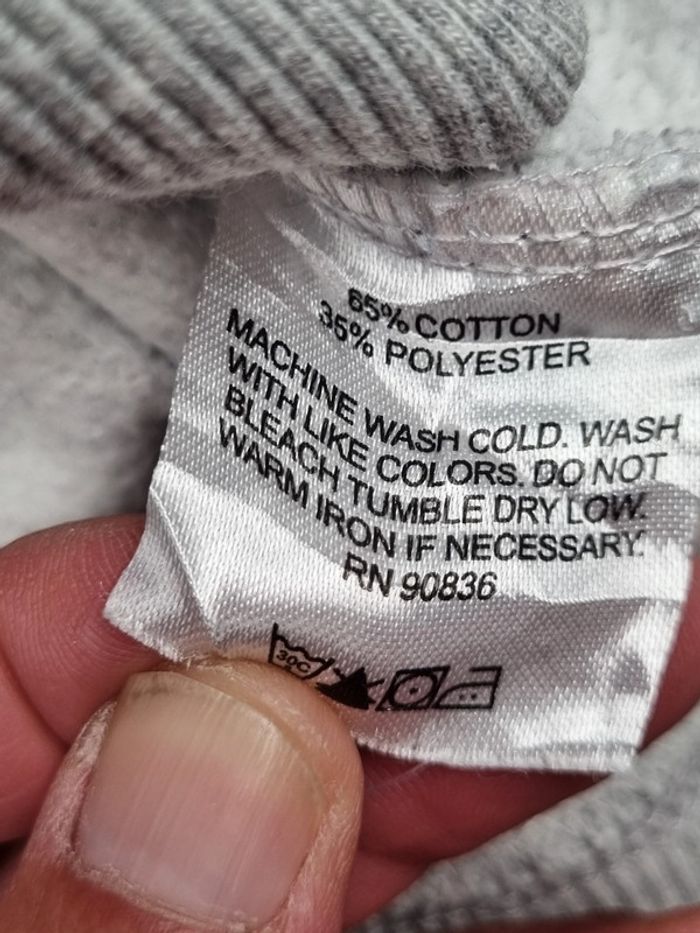 65% COTTON
35% POLYESTER
MACHINE WASH COLD. WASH
WITH LIKE COLORS. DO NOT
BLEACH TUMBLE DRY LOW.
WARM IRON IF NECESSARY.
RN 90836
30C